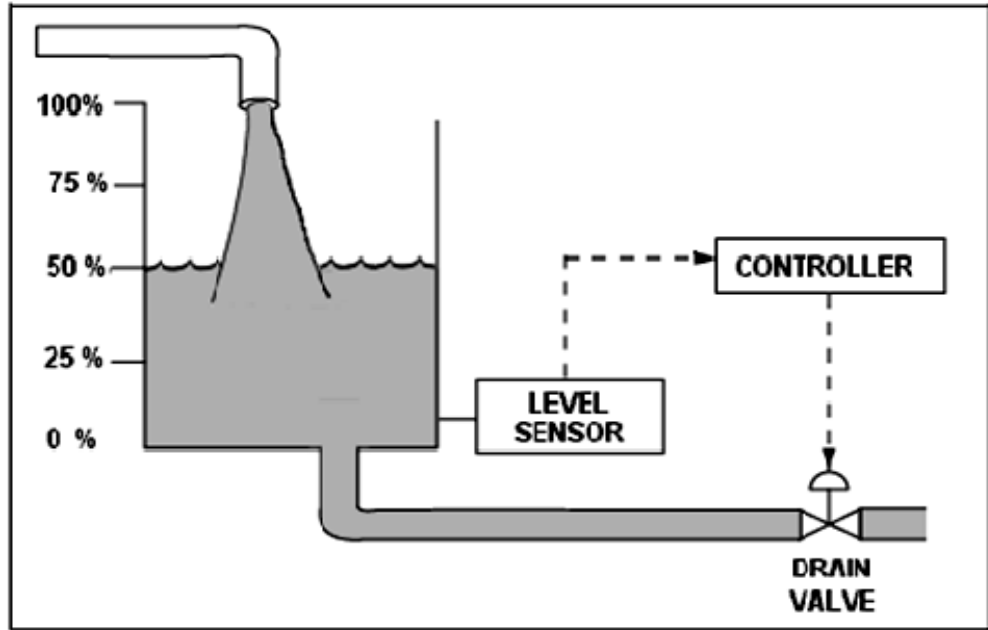 100%
75 %
50 %
25 %
0 %
CONTROLLER
LEVEL
SENSOR
DRAIN
VALVE